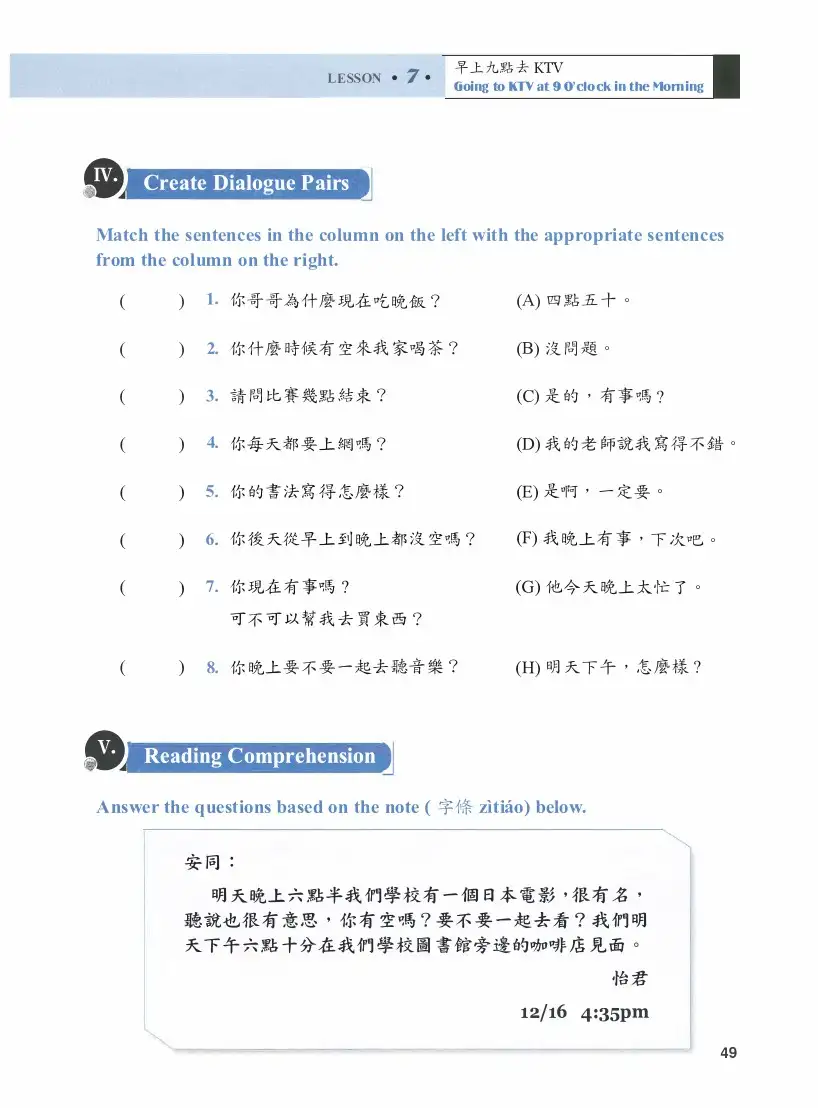 LESSON • 7 •
早上九點去 KTV
Going to KTV at 9 O'clock in the Morning
IV.
Create Dialogue Pairs
Match the sentences in the column on the left with the appropriate sentences
from the column on the right.
( ) 1. 你哥哥為什麼現在吃晚飯？ (A) 四點五十。
( ) 2. 你什麼時候有空來我家喝茶？ (B) 沒問題。
( ) 3. 請問比賽幾點結束？ (C) 是的，有事嗎？
( ) 4. 你每天都要上網嗎？ (D) 我的老師說我寫得不錯。
( ) 5. 你的書法寫得怎麼樣？ (E) 是啊，一定要。
( ) 6. 你後天從早上到晚上都沒空嗎？ (F) 我晚上有事，下次吧。
( ) 7. 你現在有事嗎？ (G) 他今天晚上太忙了。
可不可以幫我去買東西？
( ) 8. 你晚上要不要一起去聽音樂？ (H) 明天下午，怎麼樣？
V.
Reading Comprehension
Answer the questions based on the note ( 字條 zìtiáo) below.
安同：
明天晚上六點半我們學校有一個日本電影，很有名，
聽說也很有意思，你有空嗎？要不要一起去看？我們明
天下午六點十分在我們學校圖書館旁邊的咖啡店見面。
怡君
12/16 4:35pm
49